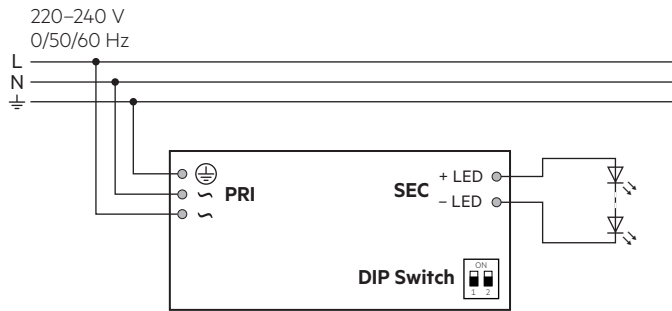 220–240 V
0/50/60 Hz
L
N
PRI
SEC
+ LED
– LED
DIP Switch
ON
1 2